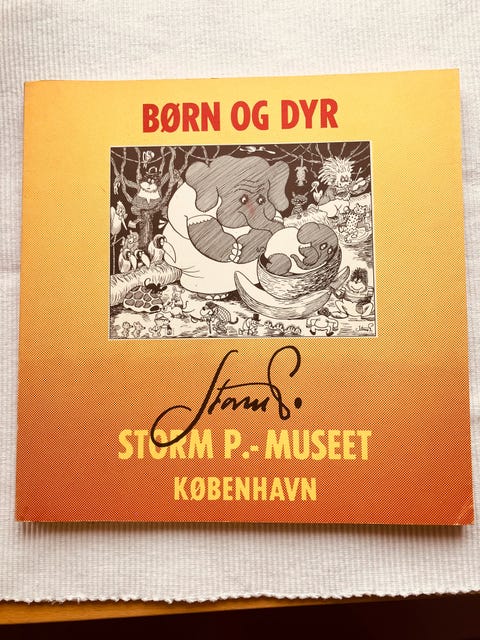 BØRN OG DYR
Storm P.
STORM P.-MUSEET
KØBENHAVN